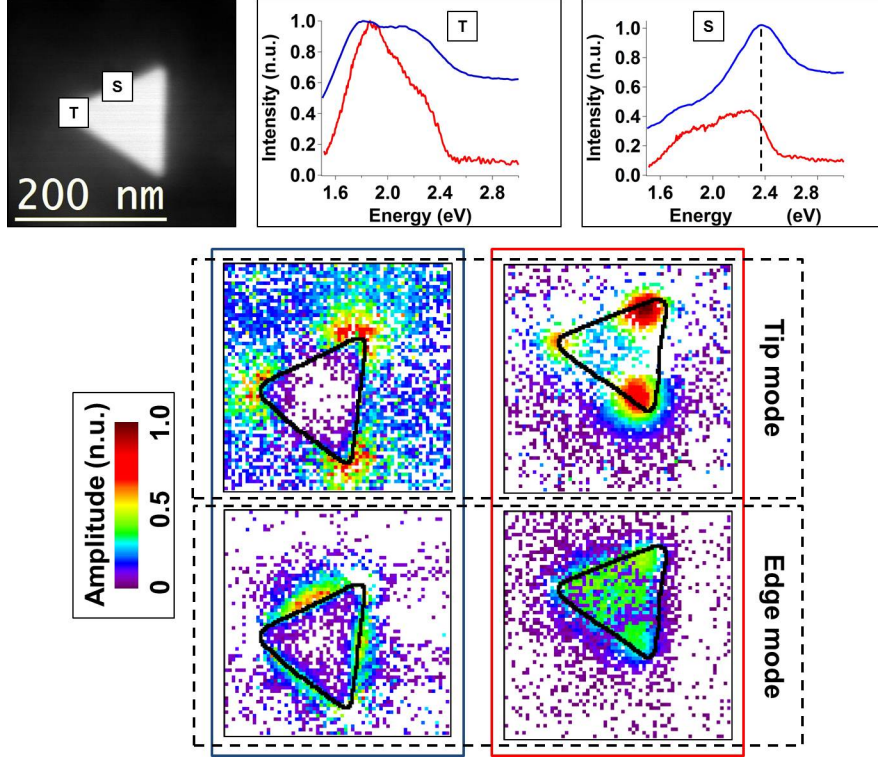 S
T
200 nm
Intensity (n.u.)
1.0
0.8
0.6
0.4
0.2
0.0
T
1.6 2.0 2.4 2.8
Energy (eV)
Intensity (n.u.)
1.0
0.8
0.6
0.4
0.2
0.0
S
1.6 2.0 2.4 2.8
Energy (eV)
Amplitude (n.u.)
0 0.5 1.0
Tip mode
Edge mode